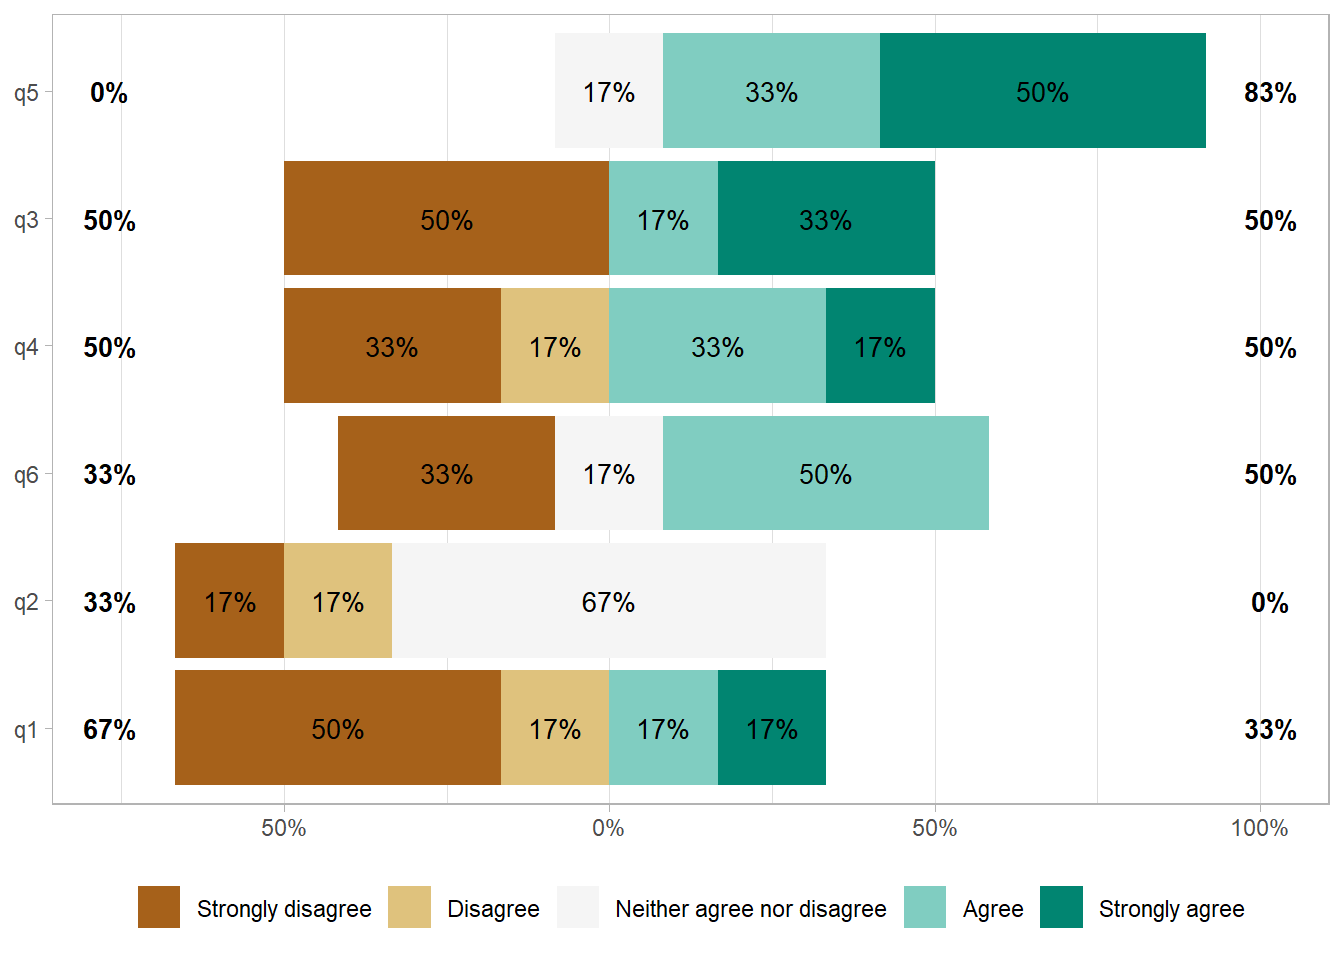 q5 0% 17% 33% 50% 83%
q3 50% 50% 17% 33% 50%
q4 50% 33% 17% 33% 17% 50%
q6 33% 33% 17% 50% 50%
q2 33% 17% 17% 67% 0%
q1 67% 50% 17% 17% 17% 33%
50% 0% 50% 100%
Strongly disagree Disagree Neither agree nor disagree Agree Strongly agree